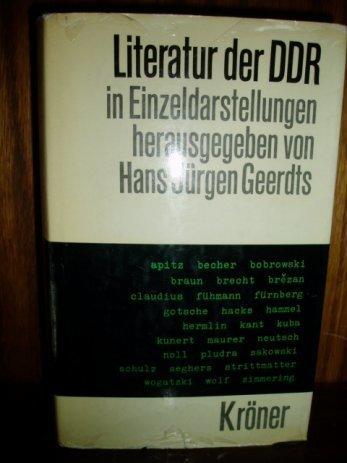 Literatur der DDR
in Einzeldarstellungen
herausgegeben von
Hans Jürgen Geerdts
apitz becher bobrowski
braun brecht brězan
claudius fühmann fürnberg
gotsche hacks hammel
hermlin kant kuba
kunert maurer neutsch
noll pludra sakowski
schulz seghers strittmatter
wogatzki wolf zimmering
Kröner